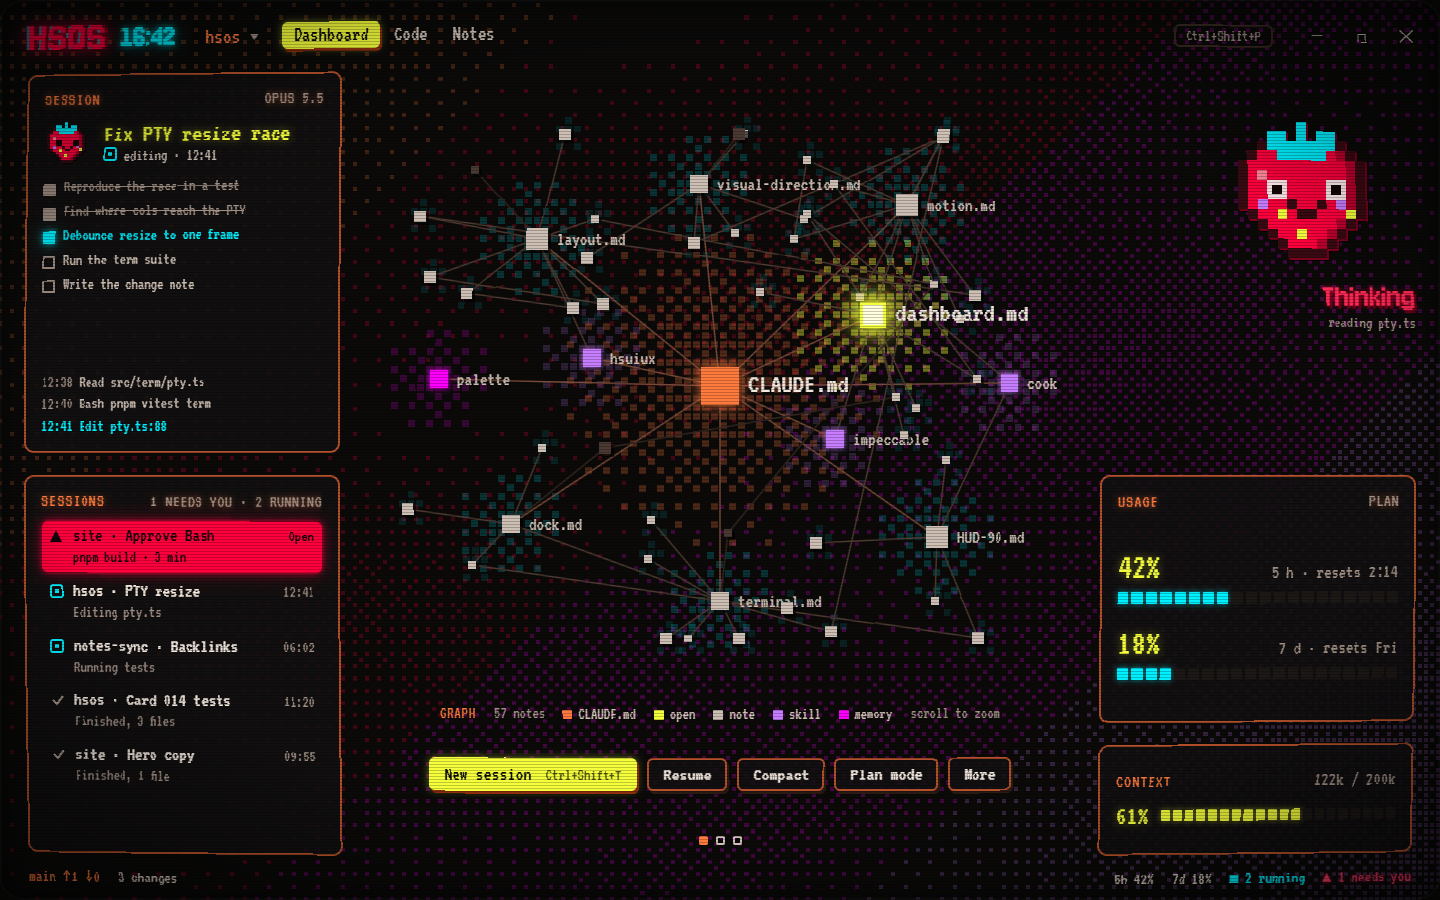 HSOS 16:42 hsos Dashboard Code Notes Ctrl+Shift+P
SESSION OPUS 5.5
Fix PTY resize race
editing · 12:41
Reproduce the race in a test
Find where cols reach the PTY
Debounce resize to one frame
Run the term suite
Write the change note
12:38 Read src/term/pty.ts
12:40 Bash pnpm vitest term
12:41 Edit pty.ts:88
SESSIONS 1 NEEDS YOU · 2 RUNNING
site · Approve Bash Open
pnpm build · 3 min
hsos · PTY resize 12:41
Editing pty.ts
notes-sync · Backlinks 06:02
Running tests
hsos · Card 014 tests 11:20
Finished, 3 files
site · Hero copy 09:55
Finished, 1 file
main ↑1 ↓0 3 changes
visual-direction.md
motion.md
layout.md
dashboard.md
hsuiux
palette
CLAUDE.md
cook
impeccable
dock.md
HUD-90.md
terminal.md
GRAPH 57 notes CLAUDE.md open note skill memory scroll to zoom
New session Ctrl+Shift+T Resume Compact Plan mode More
Thinking
reading pty.ts
USAGE PLAN
42% 5 h · resets 2:14
18% 7 d · resets Fri
CONTEXT 122k / 200k
61%
5h 42% 7d 18% 2 running 1 needs you